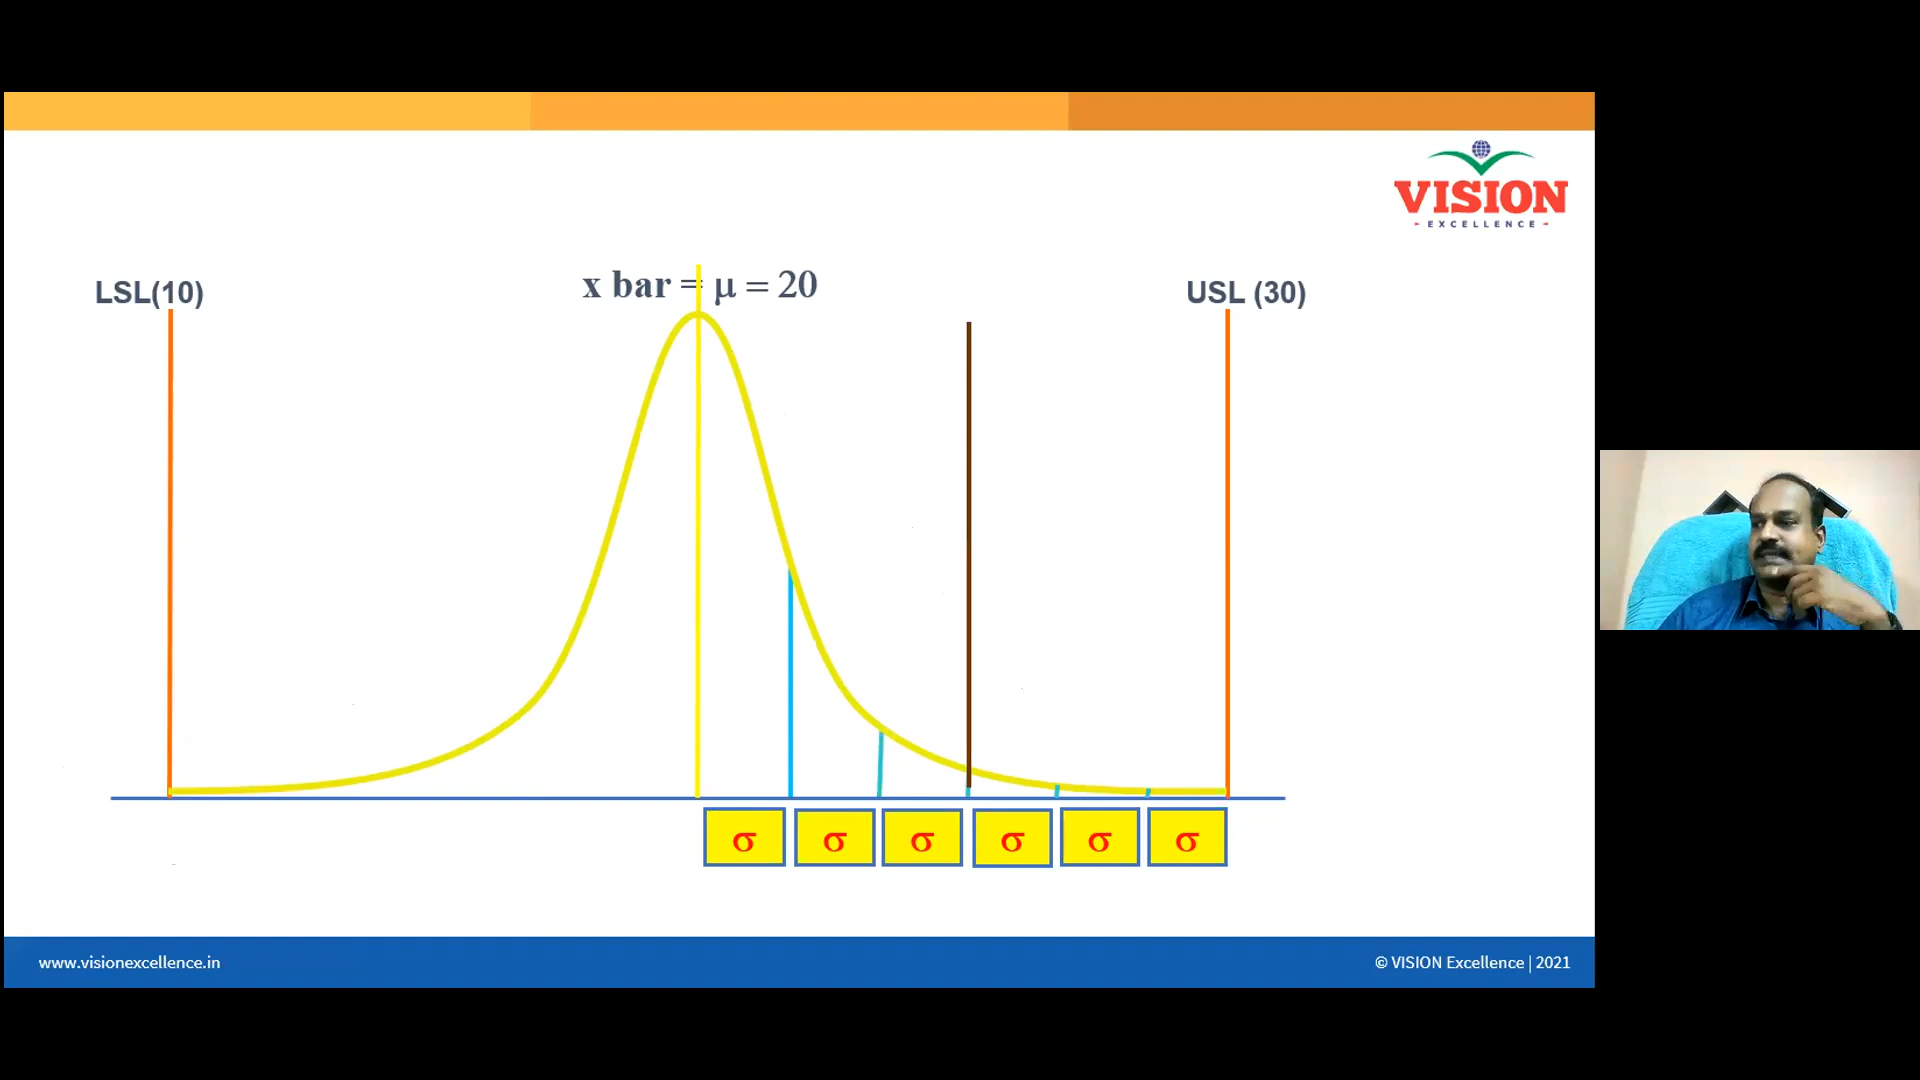 VISION
EXCELLENCE
LSL(10)
x bar = μ = 20
USL (30)
σ σ σ σ σ σ
www.visionexcellence.in
© VISION Excellence | 2021